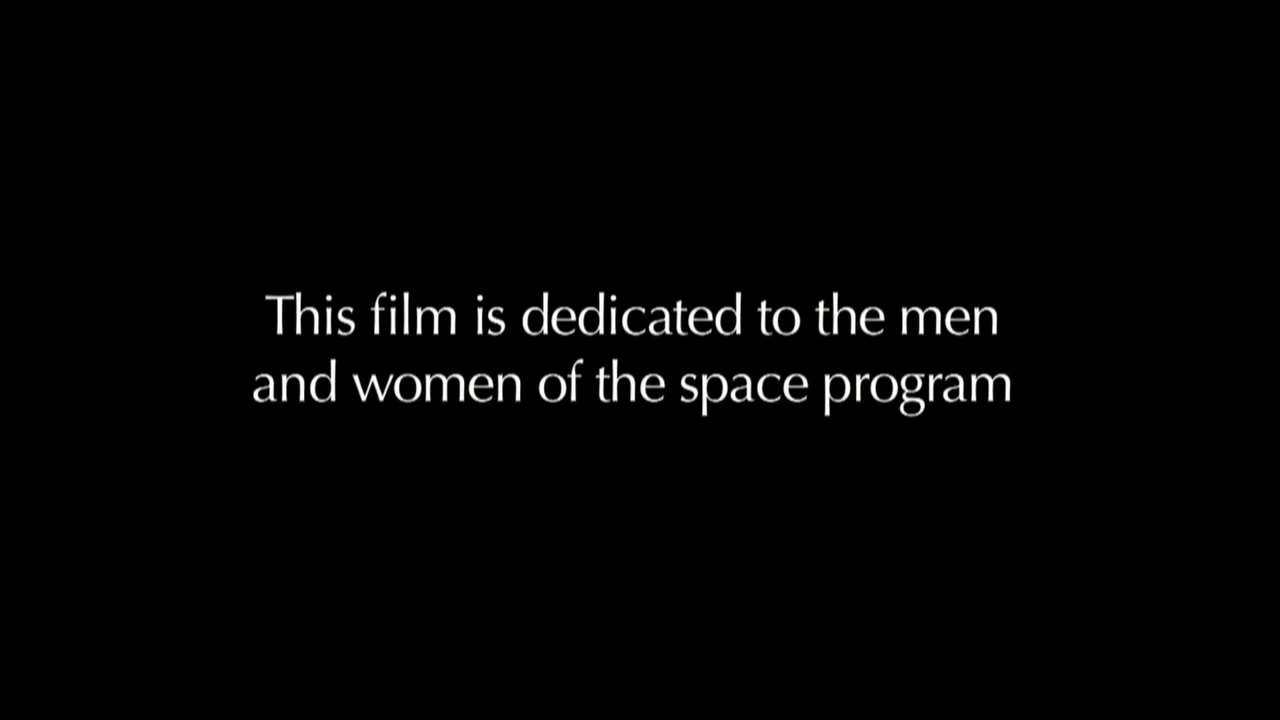 This film is dedicated to the men
and women of the space program